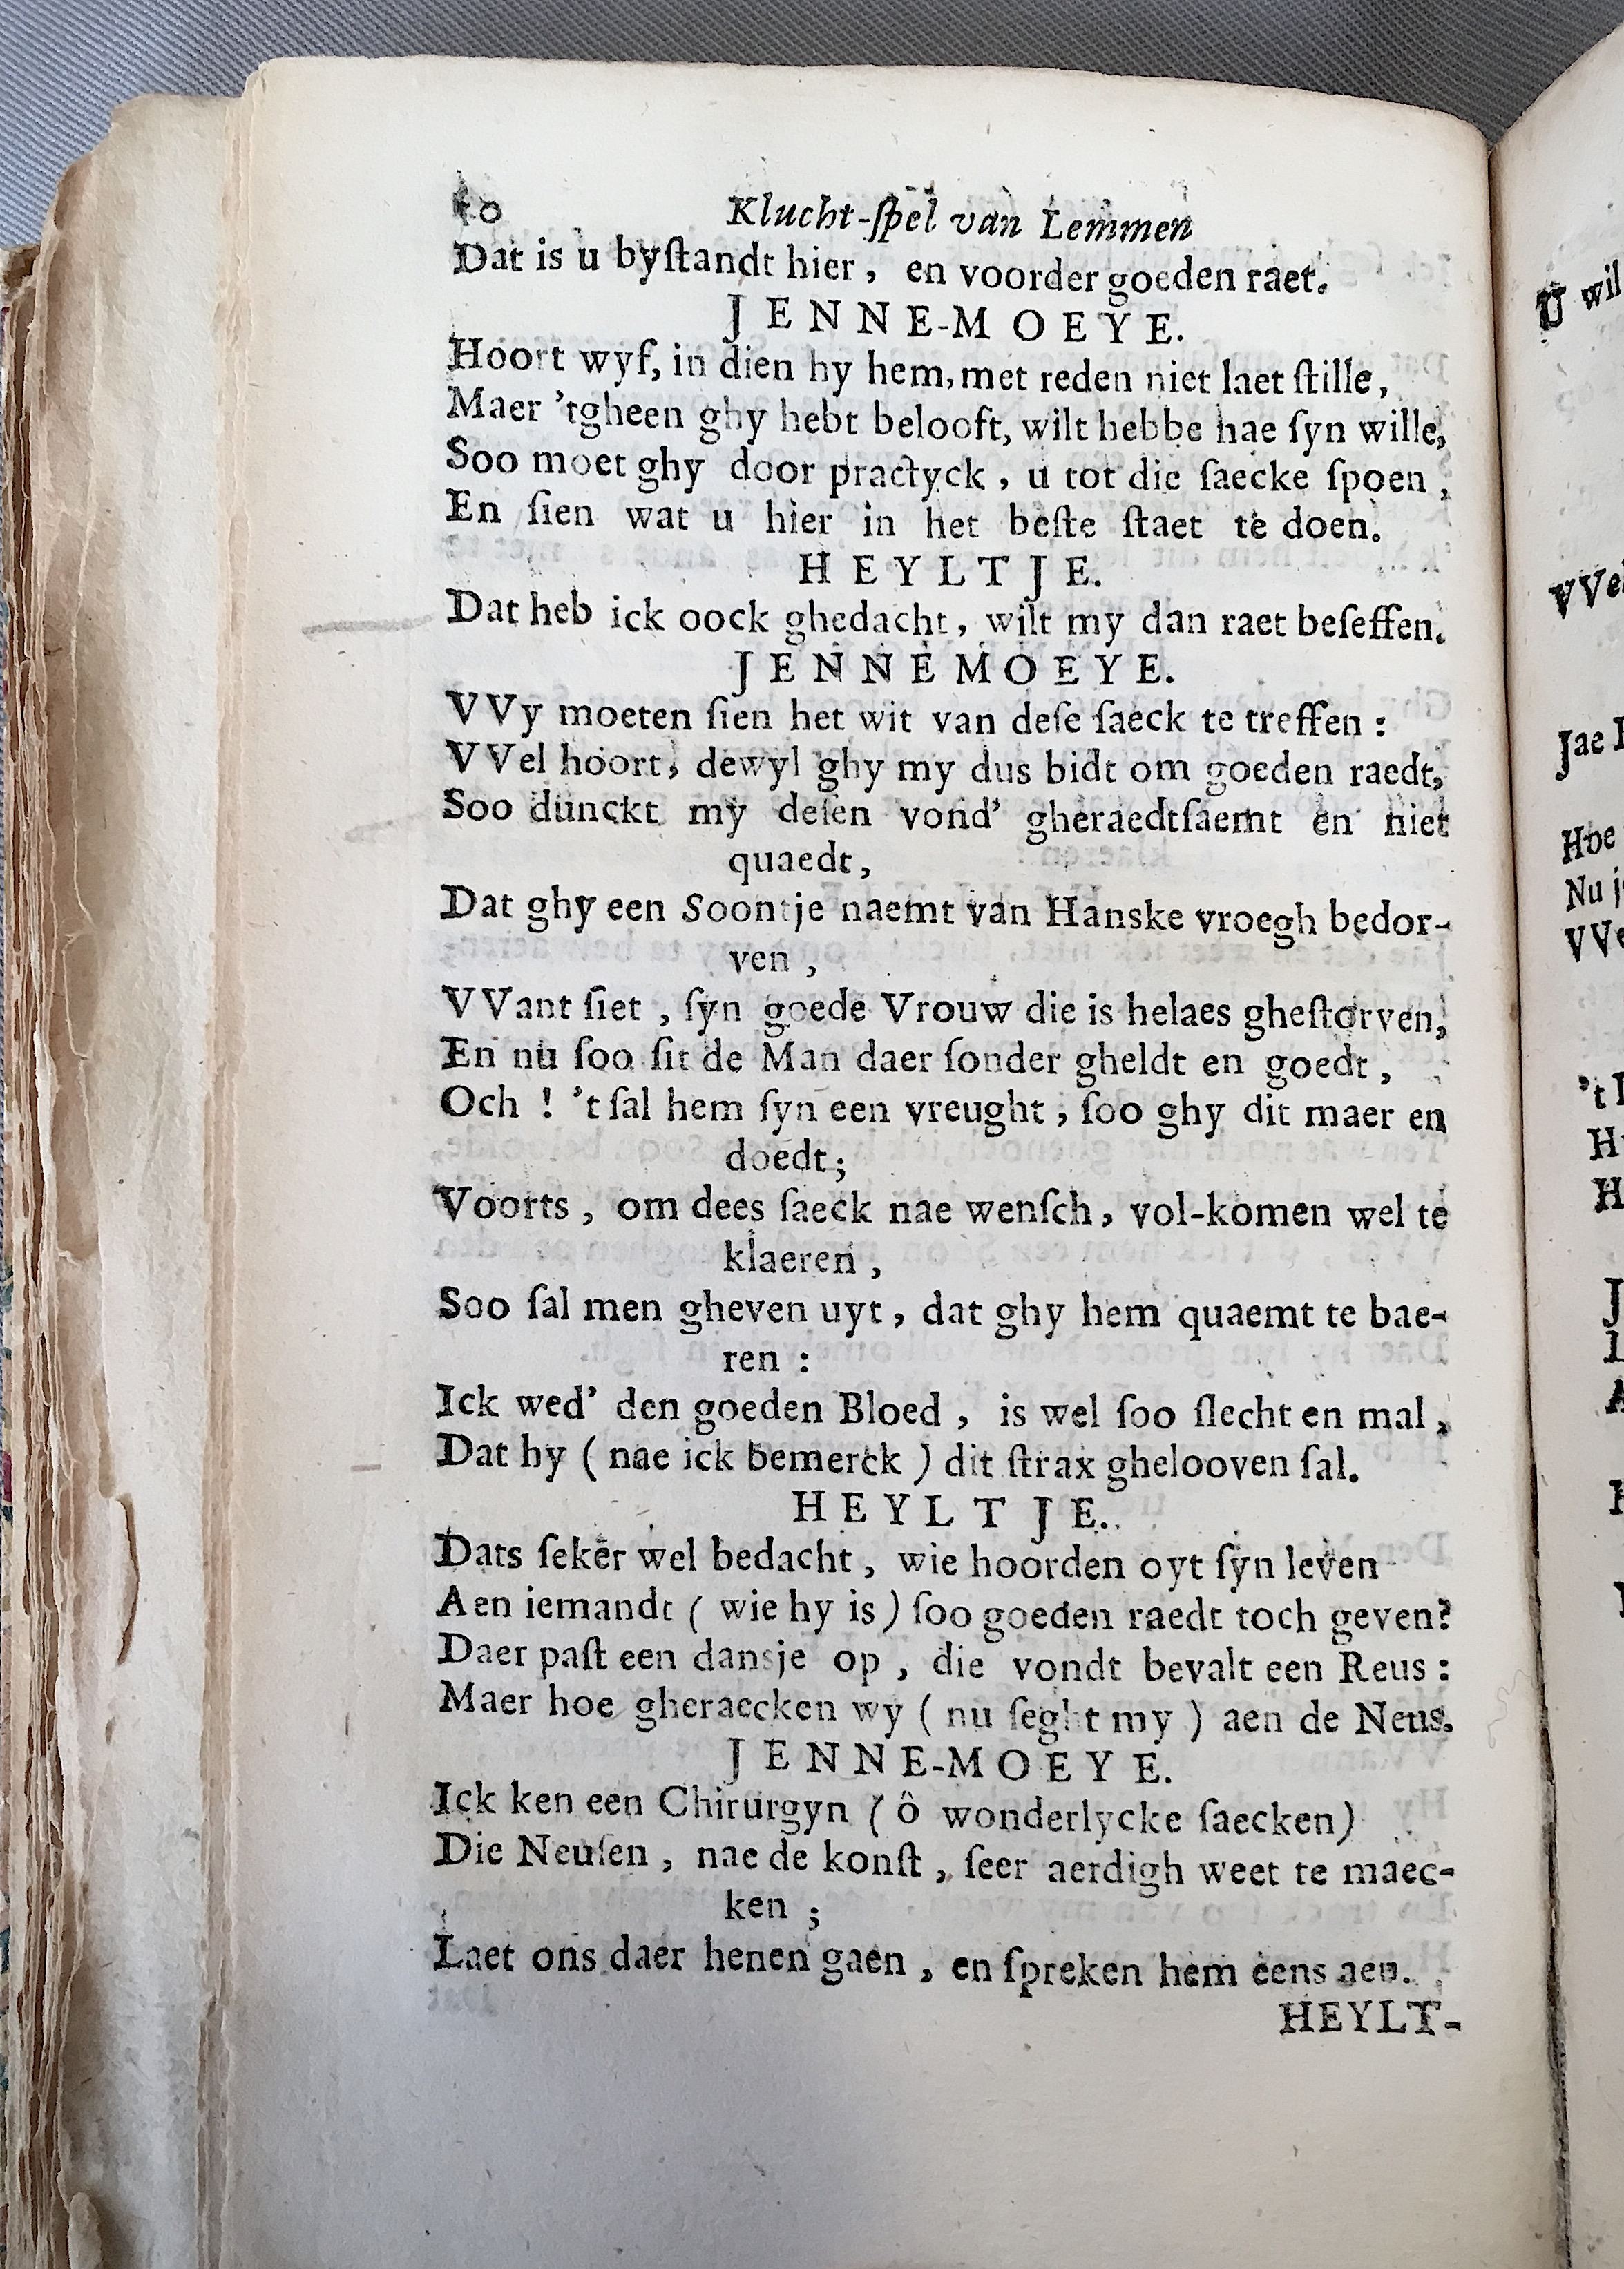 10 Klucht-ſpel van Lemmen
Dat is u byſtandt hier, en voorder goeden raet.
JENNE-MOEYE.
Hoort wyf, in dien hy hem, met reden niet laet ſtille,
Maer 'tgheen ghy hebt belooft, wilt hebbe nae ſyn wille,
Soo moet ghy door practyck, u tot die ſaecke ſpoen,
En ſien wat u hier in het beſte ſtaet te doen.
HEYLTJE.
Dat heb ick oock ghedacht, wilt my dan raet beſeffen.
JENNEMOEYE.
VVy moeten ſien het wit van deſe ſaeck te treffen:
VVel hoort, dewyl ghy my dus bidt om goeden raedt,
Soo dunckt my deſen vond' gheraedtſaemt en niet
quaedt,
Dat ghy een Soontje naemt van Hanske vroegh bedor-
ven,
VVant ſiet, ſyn goede Vrouw die is helaes gheſtorven,
En nu ſoo ſit de Man daer ſonder gheldt en goedt,
Och! 't ſal hem ſyn een vreught, ſoo ghy dit maer en
doedt;
Voorts, om dees ſaeck nae wenſch, vol-komen wel te
klaeren,
Soo ſal men gheven uyt, dat ghy hem quaemt te bae-
ren:
Ick wed' den goeden Bloed, is wel ſoo ſlecht en mal,
Dat hy (nae ick bemerck) dit ſtrax ghelooven ſal.
HEYLTJE.
Dats ſeker wel bedacht, wie hoorden oyt ſyn leven
Aen iemandt (wie hy is) ſoo goeden raedt toch geven?
Daer paſt een dansje op, die vondt bevalt een Reus:
Maer hoe gheraecken wy (nu ſeght my) aen de Neus.
JENNE-MOEYE.
Ick ken een Chirurgyn (ô wonderlycke ſaecken)
Die Neuſen, nae de konſt, ſeer aerdigh weet te maec-
ken;
Laet ons daer henen gaen, en ſpreken hem eens aen.
HEYLT-
U wil
VVel
Jae
Hoe
Nu
't